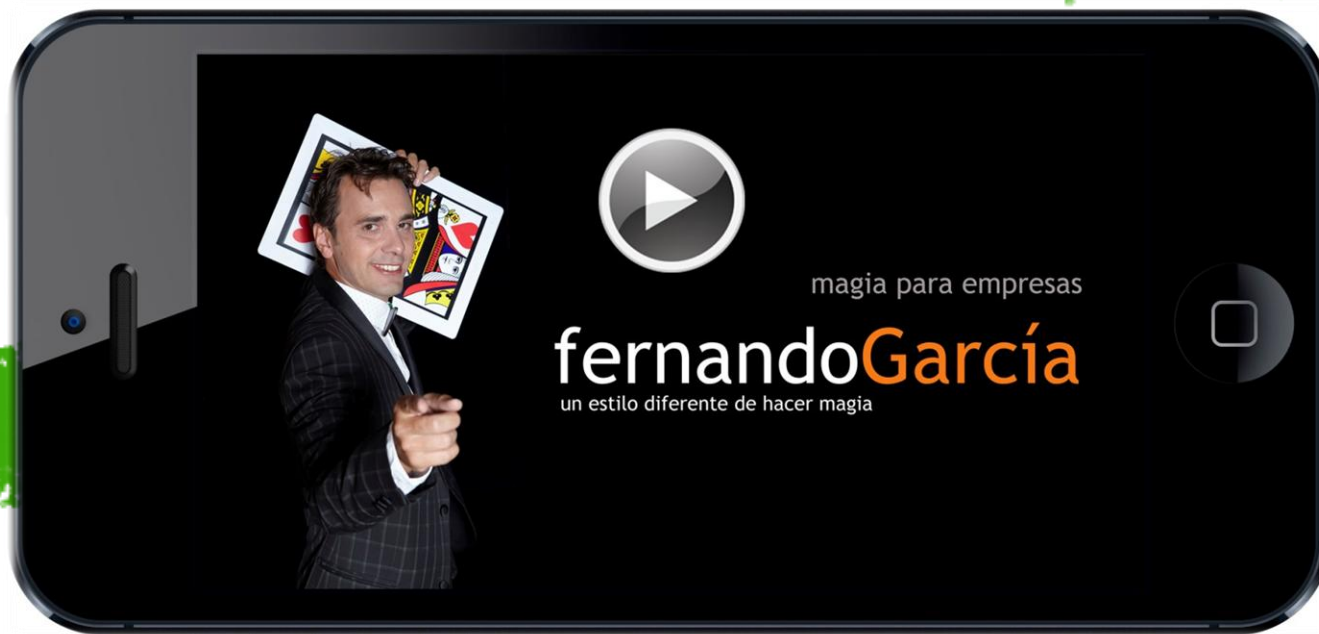 magia para empresas
fernandoGarcía
un estilo diferente de hacer magia